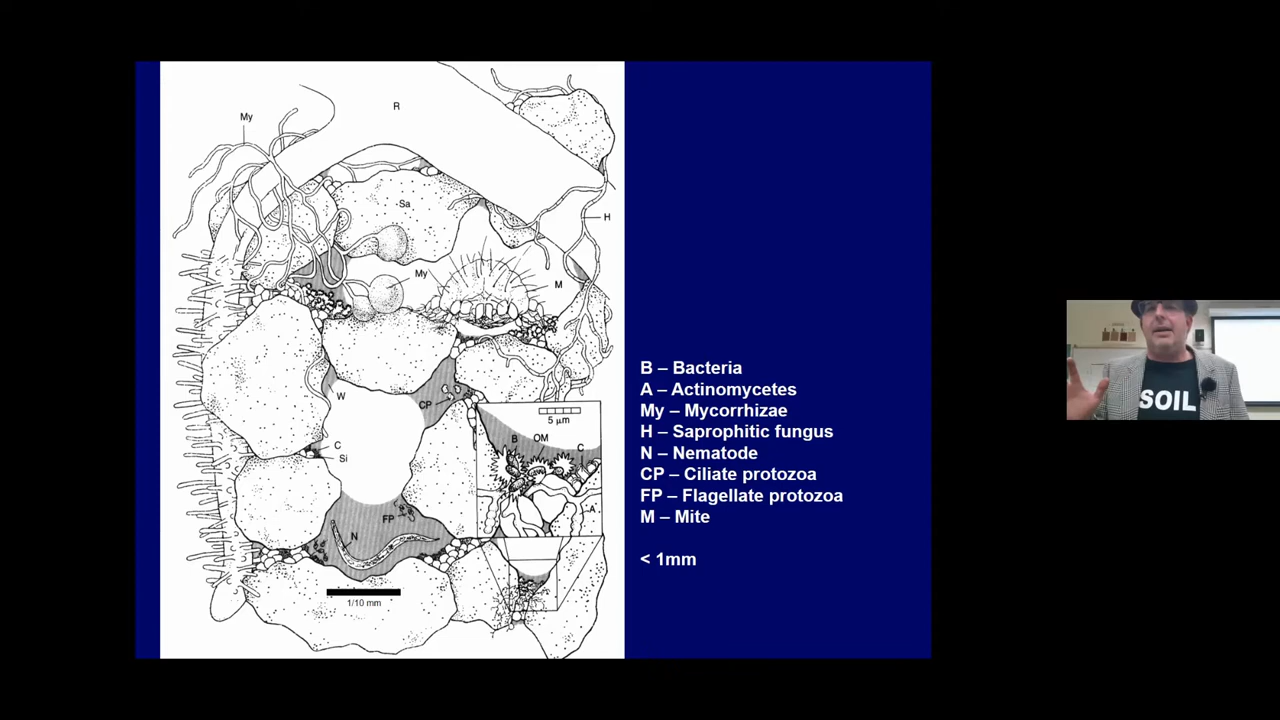 R
My
Sa
H
My
M
W
CP
5 µm
B
OM
C
C
Si
A
FP
N
1/10 mm
B – Bacteria
A – Actinomycetes
My – Mycorrhizae
H – Saprophitic fungus
N – Nematode
CP – Ciliate protozoa
FP – Flagellate protozoa
M – Mite
< 1mm
SOIL